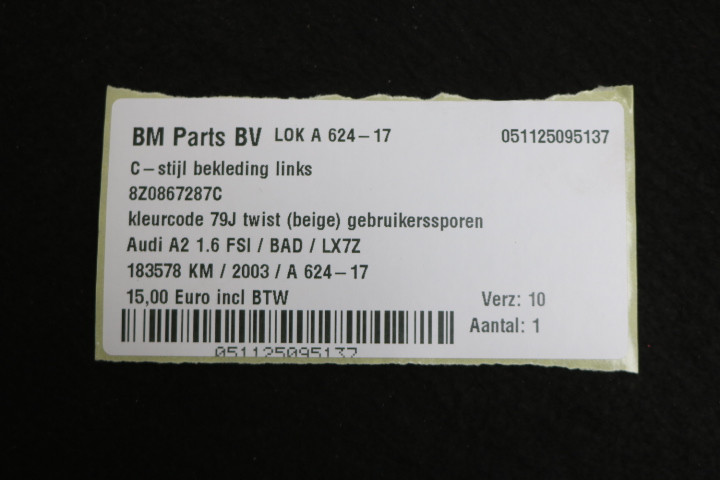 BM Parts BV LOK A 624-17 051125095137
C-stijl bekleding links
8Z0867287C
kleurcode 79J twist (beige) gebruikerssporen
Audi A2 1.6 FSI / BAD / LX7Z
183578 KM / 2003 / A 624-17
15,00 Euro incl BTW Verz: 10
Aantal: 1
051125095137